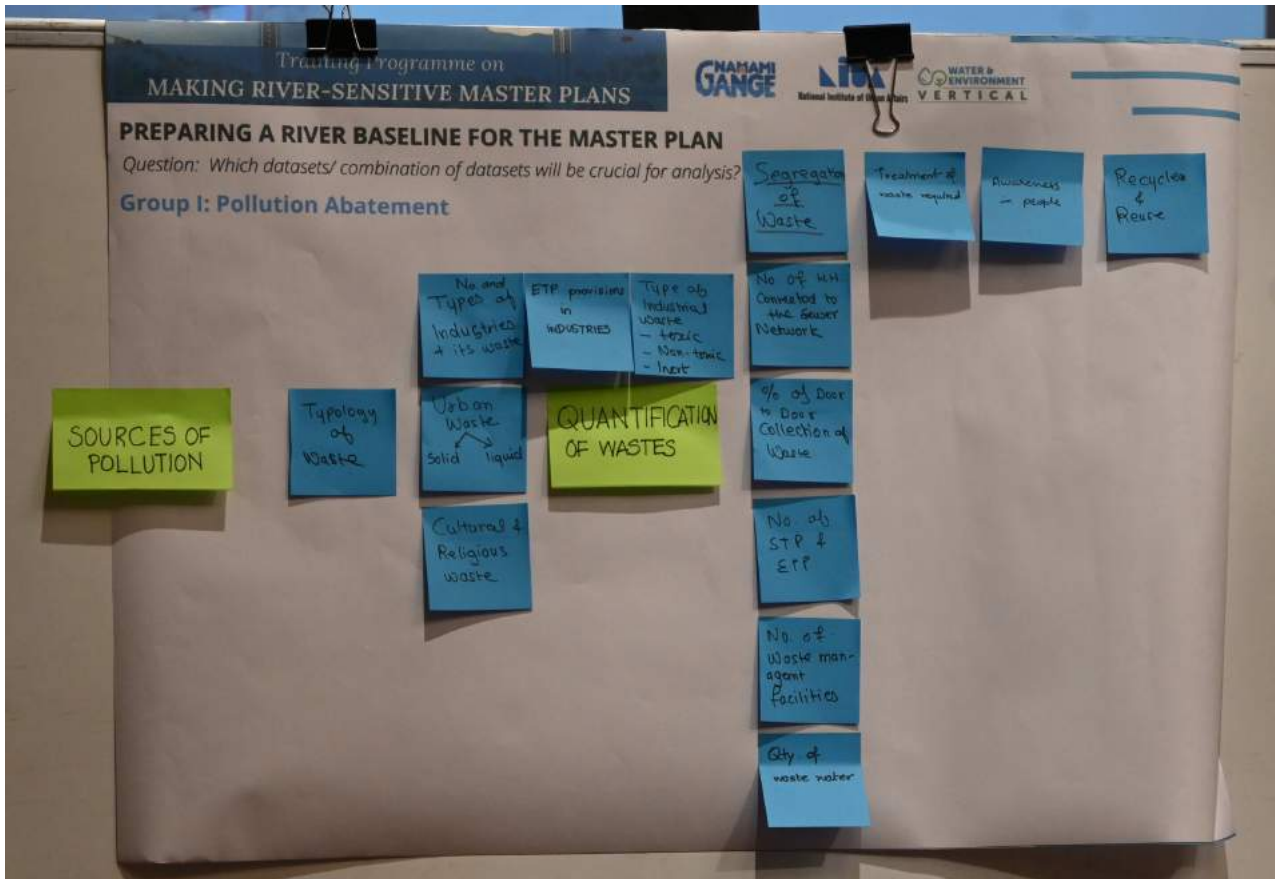 Training Programme on
MAKING RIVER-SENSITIVE MASTER PLANS
NAMAMI
GANGE
National Institute of Urban Affairs
WATER &
ENVIRONMENT
VERTICAL
PREPARING A RIVER BASELINE FOR THE MASTER PLAN
Question: Which datasets/ combination of datasets will be crucial for analysis?
Group I: Pollution Abatement
Segregation
of
Waste
Treatment of
waste required
Awareness
- people
Recycles
&
Reuse
No. and
Types of
Industries
+ its waste
ETP provisions
in
INDUSTRIES
Type of
Industrial
Waste
- toxic
- Non-toxic
- Inert
No of H.H.
Connected to
the Sewer
Network
SOURCES OF
POLLUTION
Typology
of
Waste
Urban
Waste
solid liquid
QUANTIFICATION
OF WASTES
% of Door
to Door
Collection of
Waste
Cultural &
Religious
waste
No. of
STP &
ETP
No. of
Waste man-
agent
facilities
Qty of
waste water